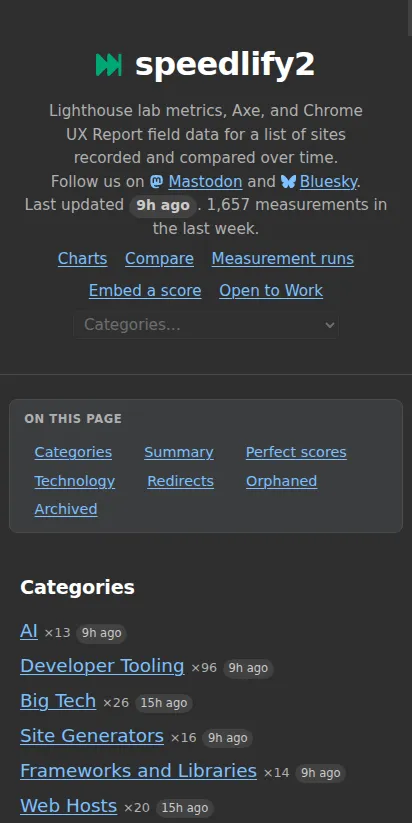 speedlify2
Lighthouse lab metrics, Axe, and Chrome
UX Report field data for a list of sites
recorded and compared over time.
Follow us on Mastodon and Bluesky.
Last updated 9h ago. 1,657 measurements in
the last week.
Charts Compare Measurement runs
Embed a score Open to Work
Categories...
ON THIS PAGE
Categories Summary Perfect scores
Technology Redirects Orphaned
Archived
Categories
AI ×13 9h ago
Developer Tooling ×96 9h ago
Big Tech ×26 15h ago
Site Generators ×16 9h ago
Frameworks and Libraries ×14 9h ago
Web Hosts ×20 15h ago